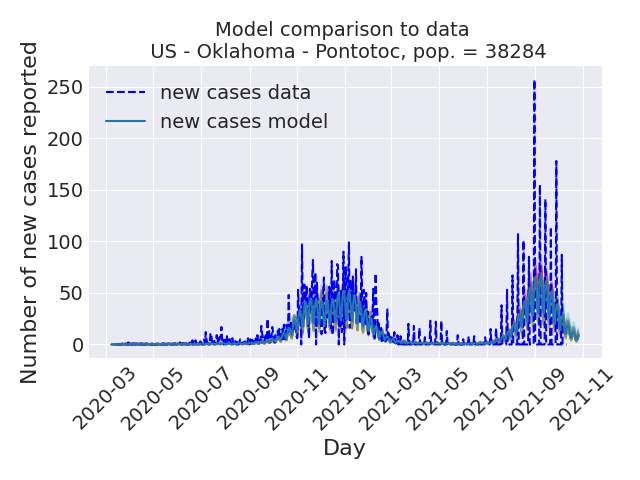 Model comparison to data
US - Oklahoma - Pontotoc, pop. = 38284
Number of new cases reported
250
200
150
100
50
0
new cases data
new cases model
2020-03
2020-05
2020-07
2020-09
2020-11
2021-01
2021-03
2021-05
2021-07
2021-09
2021-11
Day